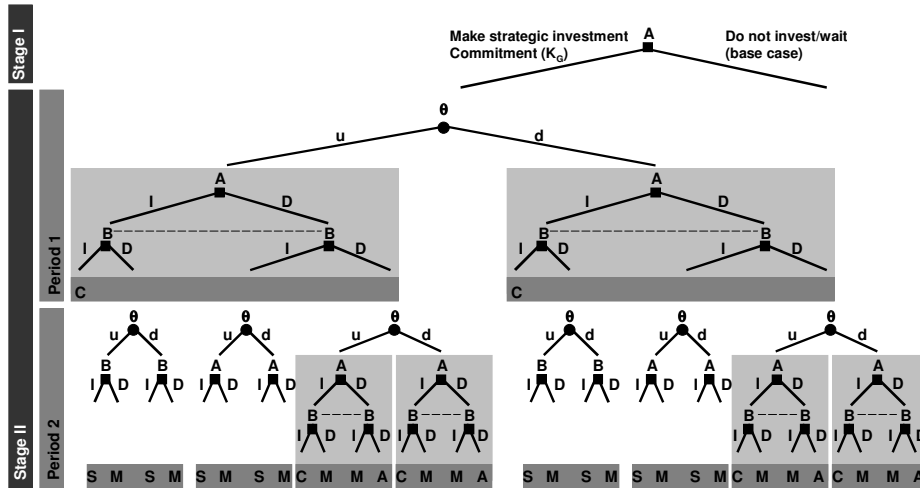 Stage I
Make strategic investment
Commitment (K_G)
A
Do not invest/wait
(base case)
Stage II
Period 1
θ
u d
A A
I D I D
B B B B
I D I D I D I D
C C
Period 2
θ θ θ θ θ θ
u d u d u d u d u d u d
B B A A A A B B A A A A
I D I D I D I D I D I D I D I D I D I D I D I D
B B B B B B B B
I D I D I D I D I D I D I D I D
S M S M S M S M C M M A C M M A S M S M S M S M C M M A C M M A